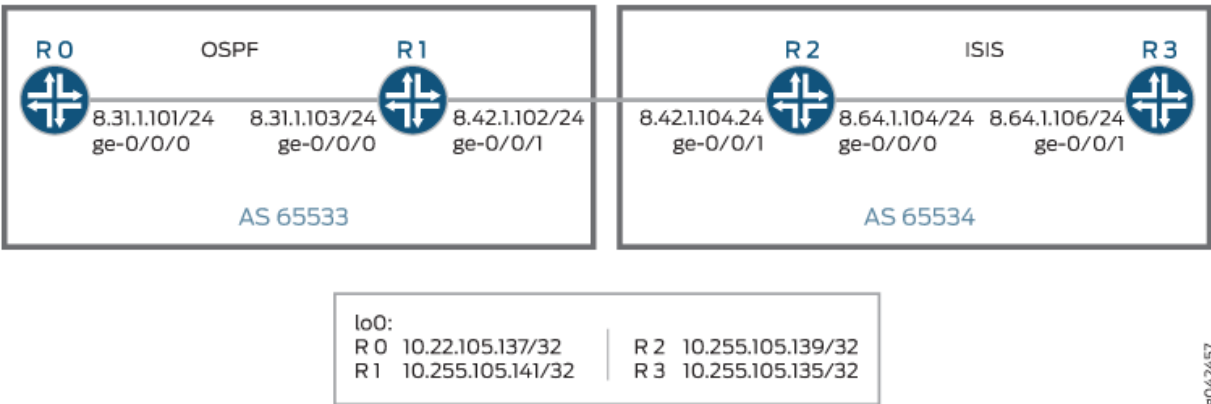 R 0 OSPF R 1
R 2 ISIS R 3
8.31.1.101/24 8.31.1.103/24 8.42.1.102/24
ge-0/0/0 ge-0/0/0 ge-0/0/1
8.42.1.104.24 8.64.1.104/24 8.64.1.106/24
ge-0/0/1 ge-0/0/0 ge-0/0/1
AS 65533
AS 65534
lo0:
R 0 10.22.105.137/32
R 1 10.255.105.141/32
R 2 10.255.105.139/32
R 3 10.255.105.135/32
g042457